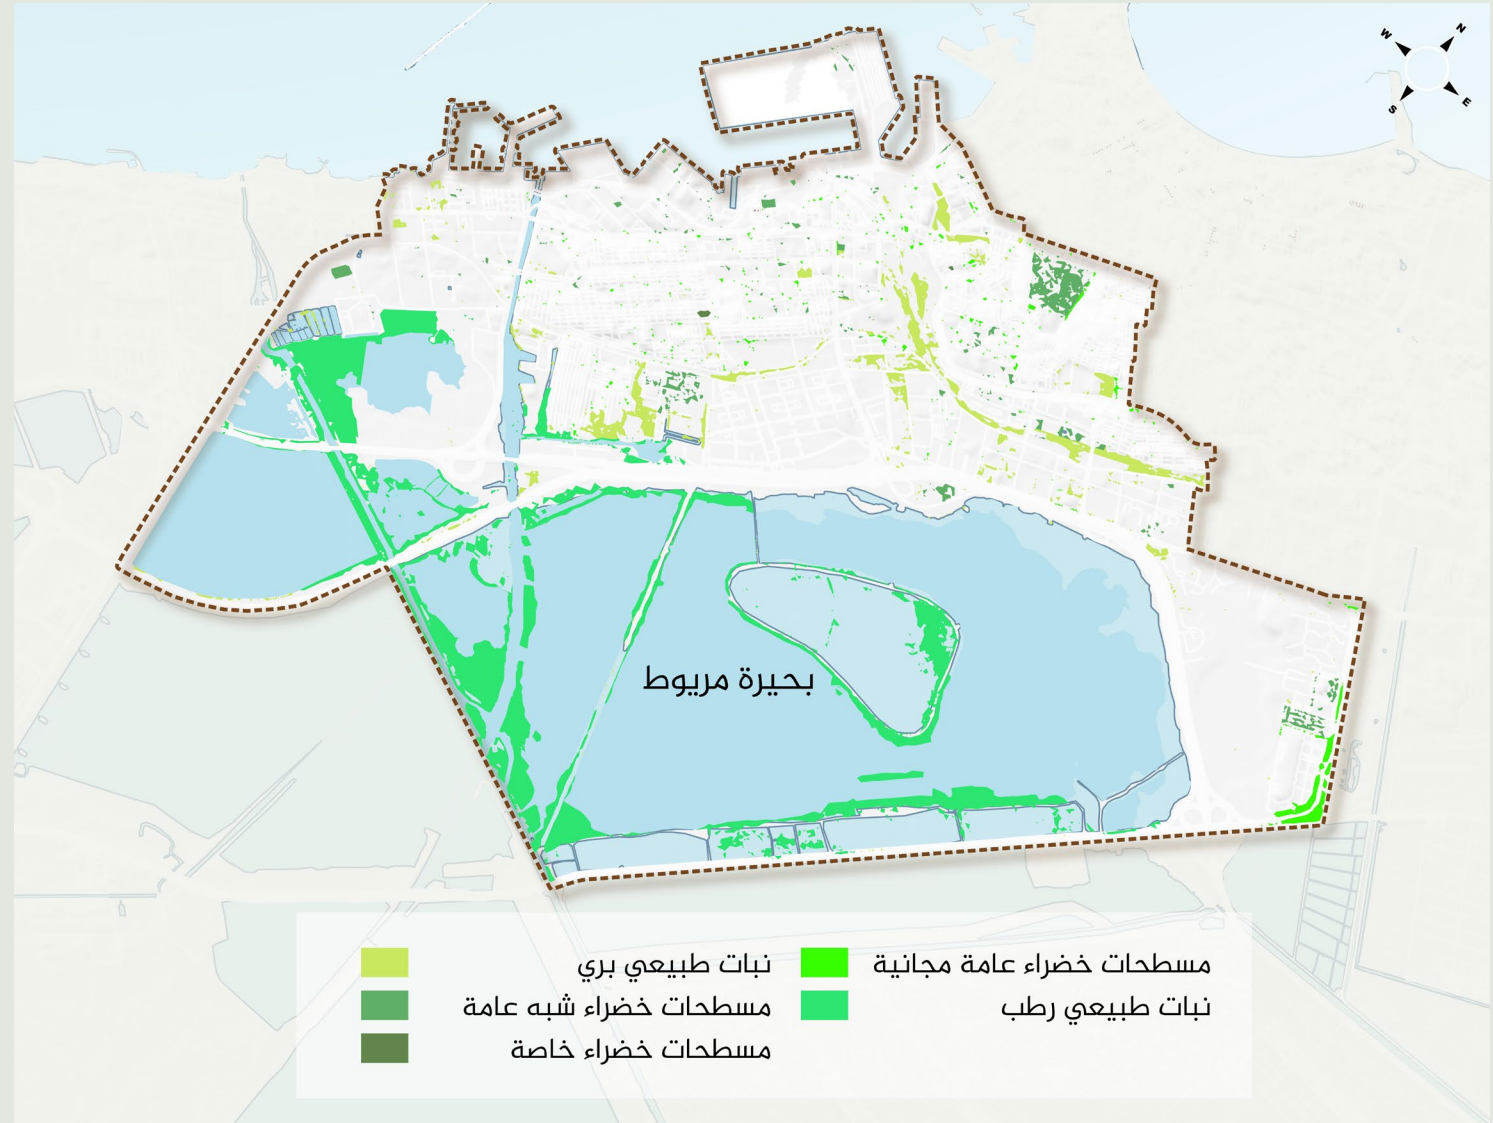 W N
S E
بحيرة مريوط
مسطحات خضراء عامة مجانية
نبات طبيعي رطب
نبات طبيعي بري
مسطحات خضراء شبه عامة
مسطحات خضراء خاصة